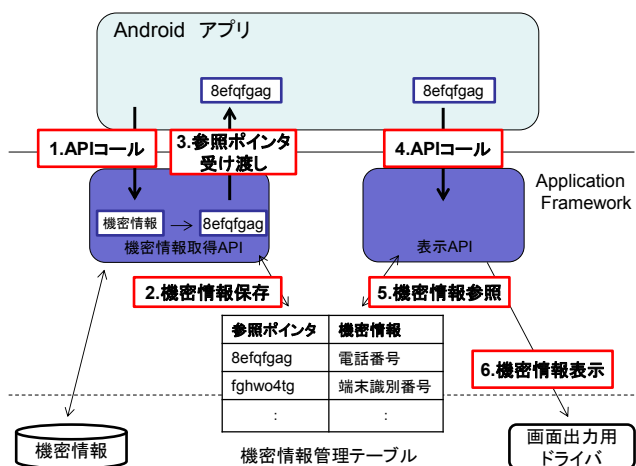 Android アプリ
8efqfgag
8efqfgag
1.APIコール
3.参照ポインタ
受け渡し
4.APIコール
Application
Framework
機密情報
→
8efqfgag
機密情報取得API
表示API
2.機密情報保存
5.機密情報参照
参照ポインタ
機密情報
8efqfgag
電話番号
fghwo4tg
端末識別番号
:
:
6.機密情報表示
機密情報
機密情報管理テーブル
画面出力用
ドライバ